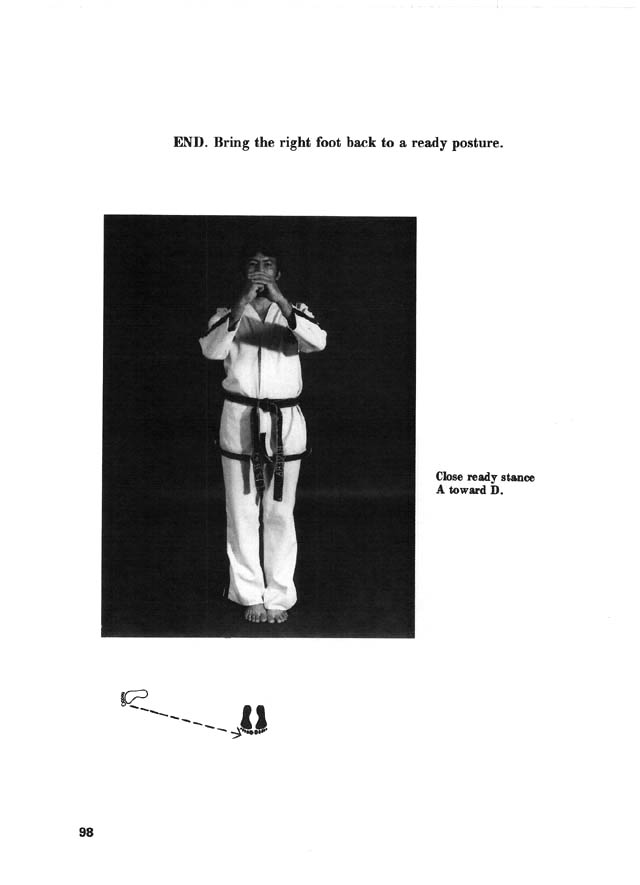 END. Bring the right foot back to a ready posture.
Close ready stance
A toward D.
98